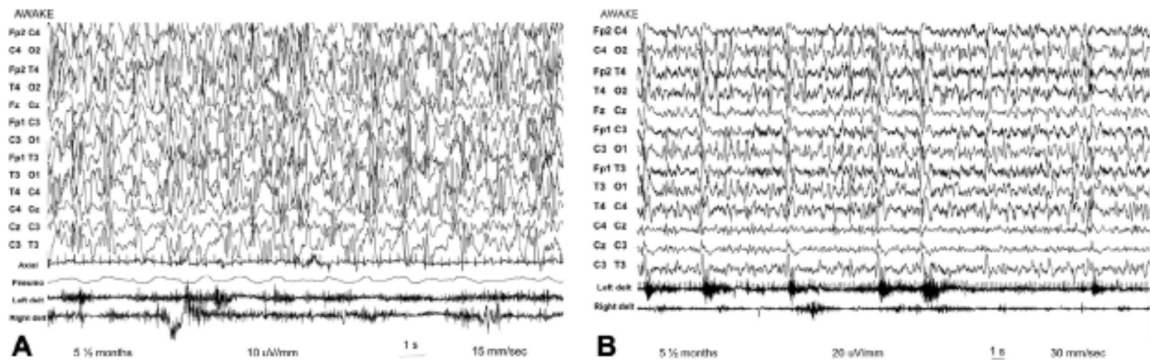 AWAKE
Fp2 C4
C4 O2
Fp2 T4
T4 O2
Fz Cz
Fp1 C3
C3 O1
Fp1 T3
T3 O1
T4 C4
C4 Cz
Cz C3
C3 T3
Axial
Pneumo
Left delt
Right delt
A 5 ½ months 10 uV/mm 1 s 15 mm/sec
AWAKE
Fp2 C4
C4 O2
Fp2 T4
T4 O2
Fz Cz
Fp1 C3
C3 O1
Fp1 T3
T3 O1
T4 C4
C4 Cz
Cz C3
C3 T3
Left delt
Right delt
B 5 ½ months 20 uV/mm 1 s 30 mm/sec